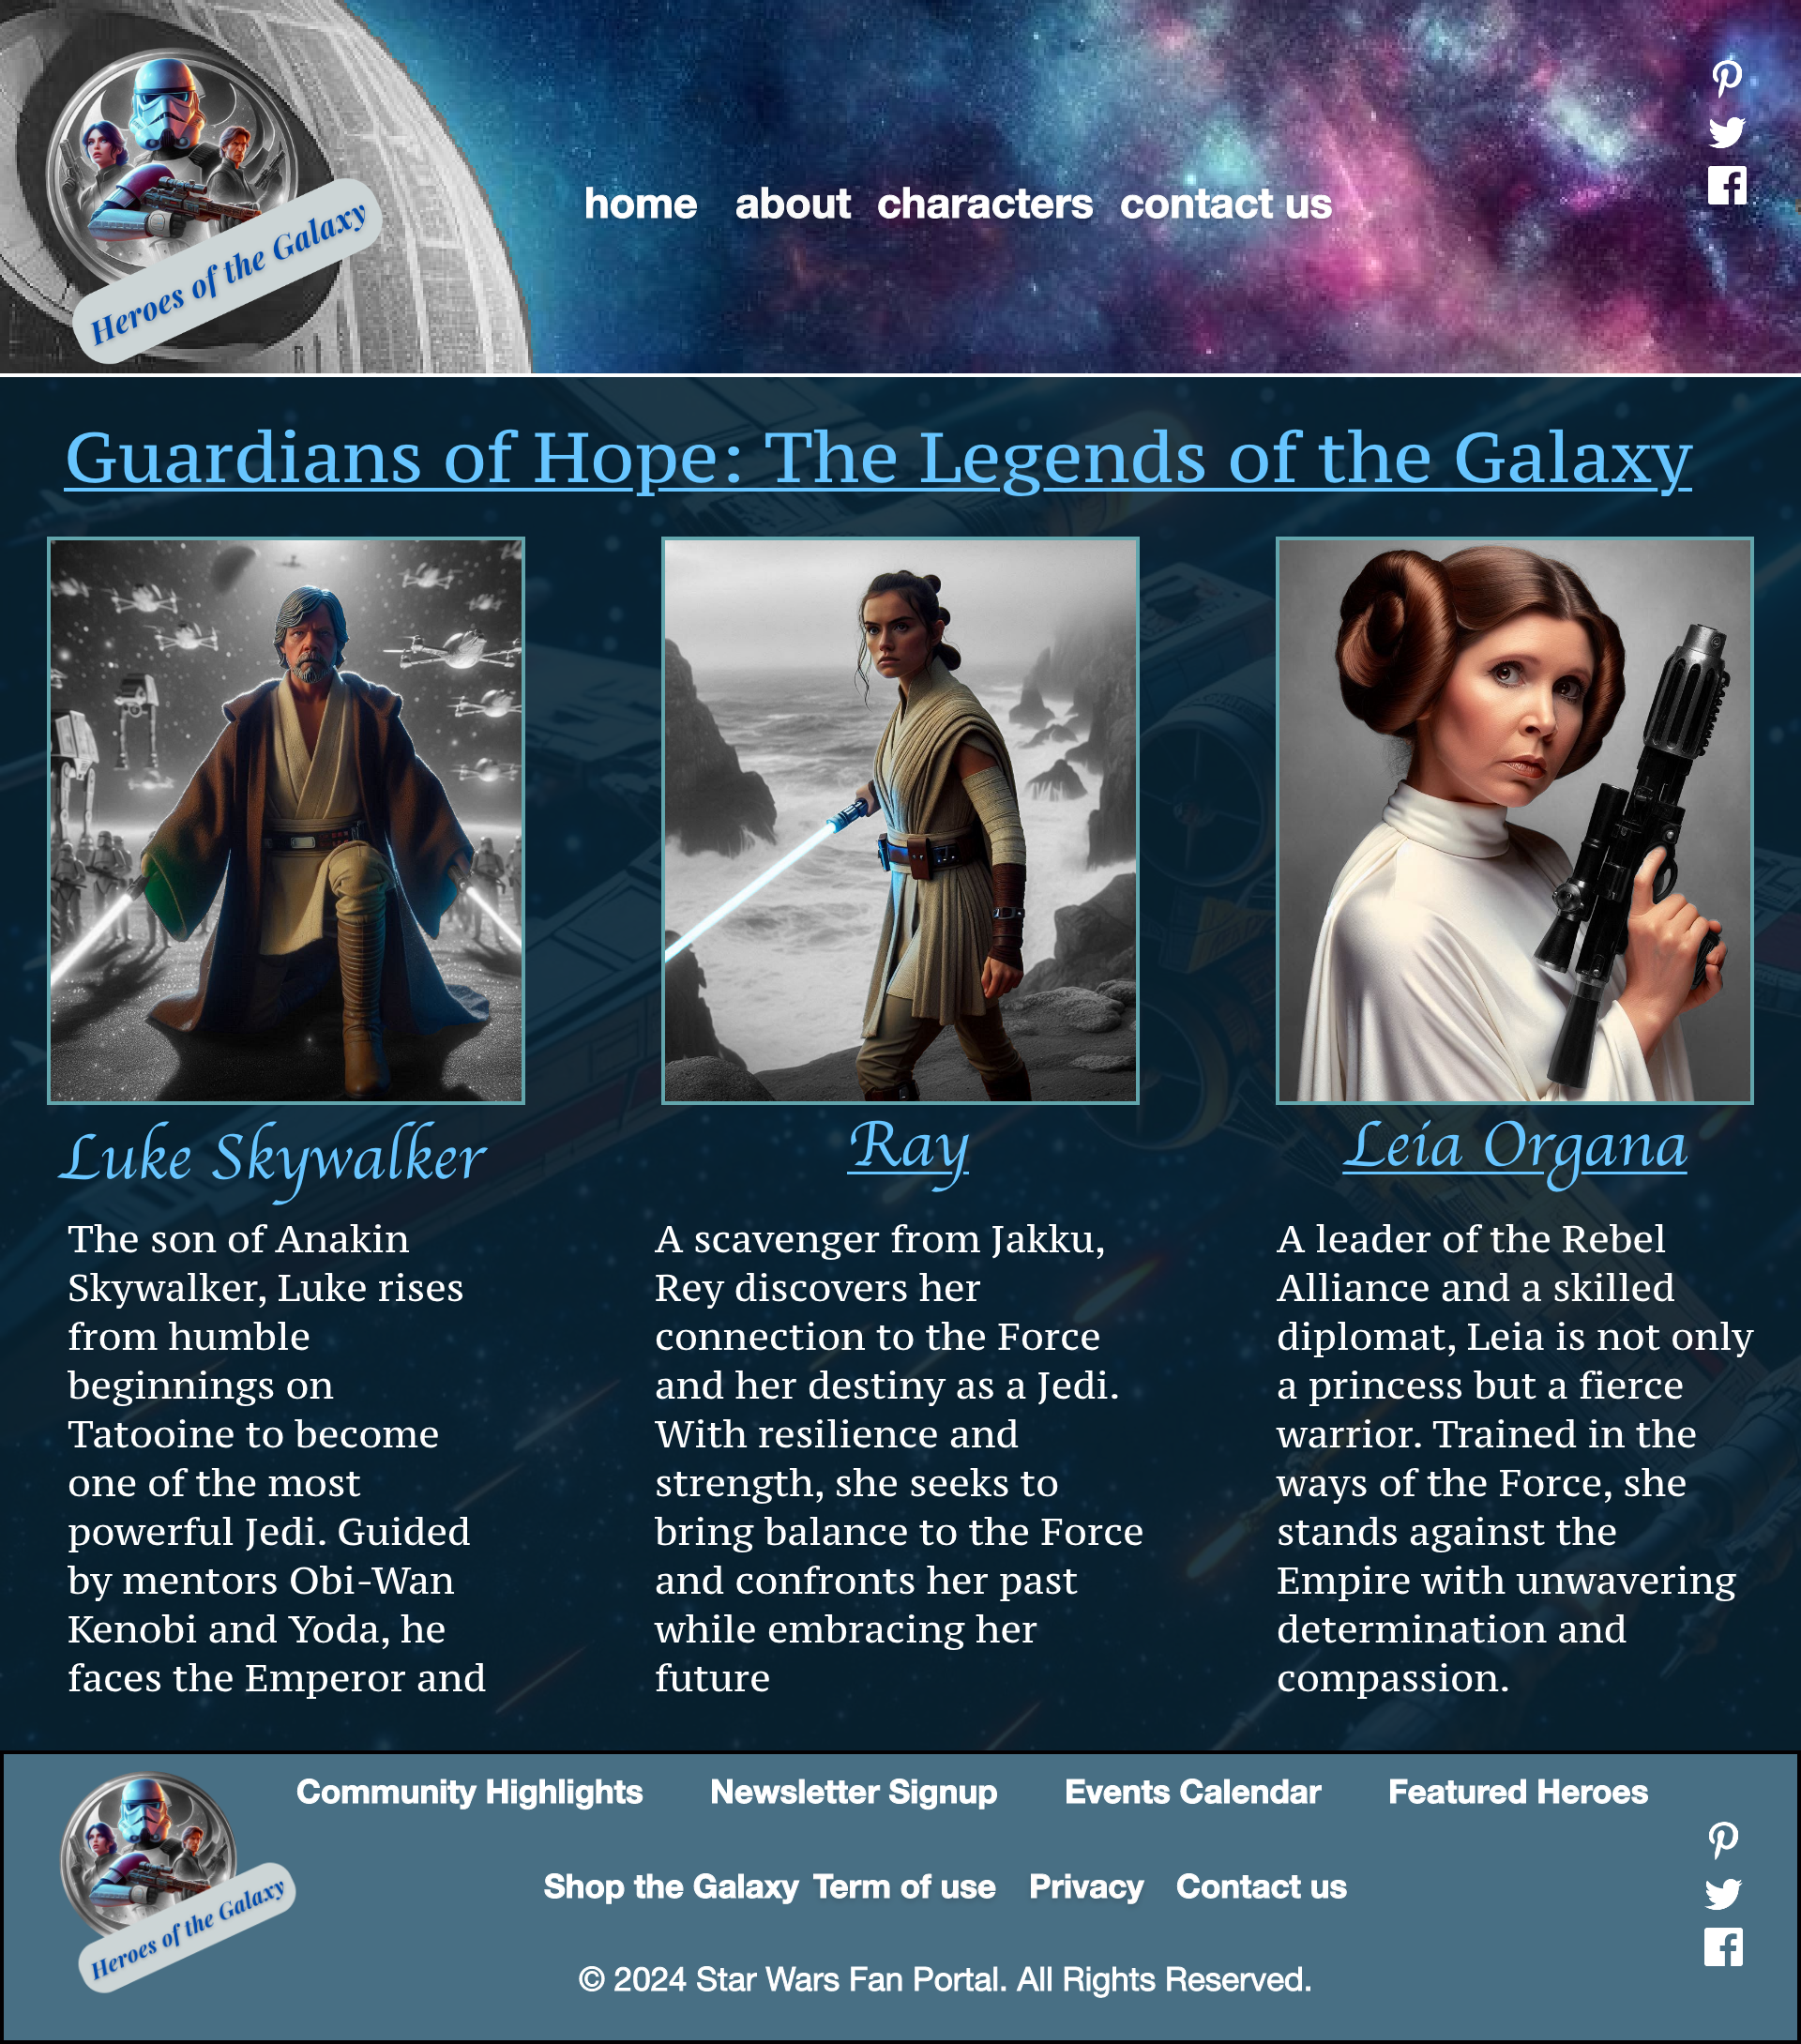 Heroes of the Galaxy
home about characters contact us
Guardians of Hope: The Legends of the Galaxy
Luke Skywalker
The son of Anakin
Skywalker, Luke rises
from humble
beginnings on
Tatooine to become
one of the most
powerful Jedi. Guided
by mentors Obi-Wan
Kenobi and Yoda, he
faces the Emperor and
Ray
A scavenger from Jakku,
Rey discovers her
connection to the Force
and her destiny as a Jedi.
With resilience and
strength, she seeks to
bring balance to the Force
and confronts her past
while embracing her
future
Leia Organa
A leader of the Rebel
Alliance and a skilled
diplomat, Leia is not only
a princess but a fierce
warrior. Trained in the
ways of the Force, she
stands against the
Empire with unwavering
determination and
compassion.
Community Highlights Newsletter Signup Events Calendar Featured Heroes
Heroes of the Galaxy
Shop the Galaxy Term of use Privacy Contact us
© 2024 Star Wars Fan Portal. All Rights Reserved.